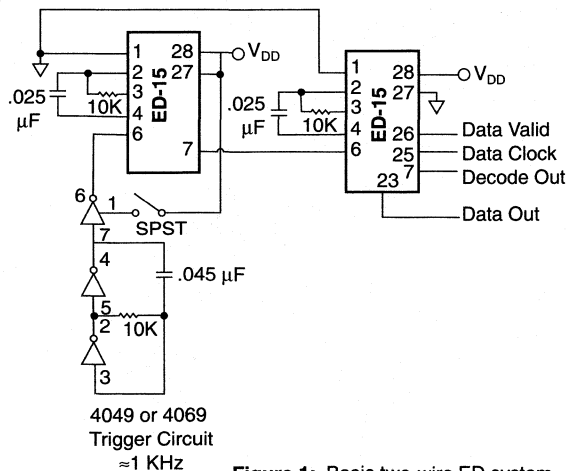 1
2
3
4
6
28
27
7
ED-15
V_DD
.025
µF
10K
1
2
3
4
6
28
27
26
25
7
23
ED-15
V_DD
.025
µF
10K
Data Valid
Data Clock
Decode Out
Data Out
6
1
SPST
7
4
.045 µF
5
2
10K
3
4049 or 4069
Trigger Circuit
≈1 KHz
Figure 1: Basic two-wire ED system